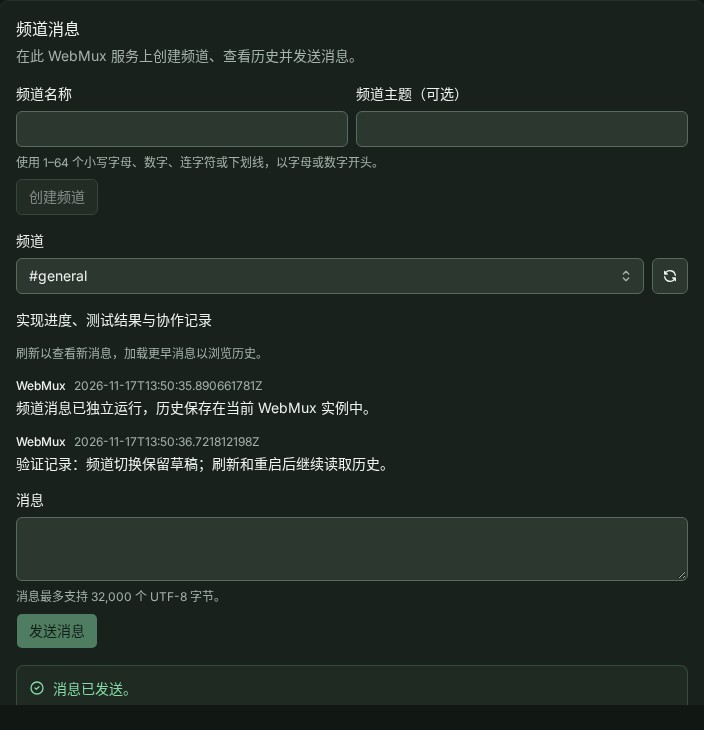 频道消息
在此 WebMux 服务上创建频道、查看历史并发送消息。
频道名称
频道主题（可选）
使用 1–64 个小写字母、数字、连字符或下划线，以字母或数字开头。
创建频道
频道
#general
实现进度、测试结果与协作记录
刷新以查看新消息，加载更早消息以浏览历史。
WebMux 2026-11-17T13:50:35.890661781Z
频道消息已独立运行，历史保存在当前 WebMux 实例中。
WebMux 2026-11-17T13:50:36.721812198Z
验证记录：频道切换保留草稿；刷新和重启后继续读取历史。
消息
消息最多支持 32,000 个 UTF-8 字节。
发送消息
消息已发送。